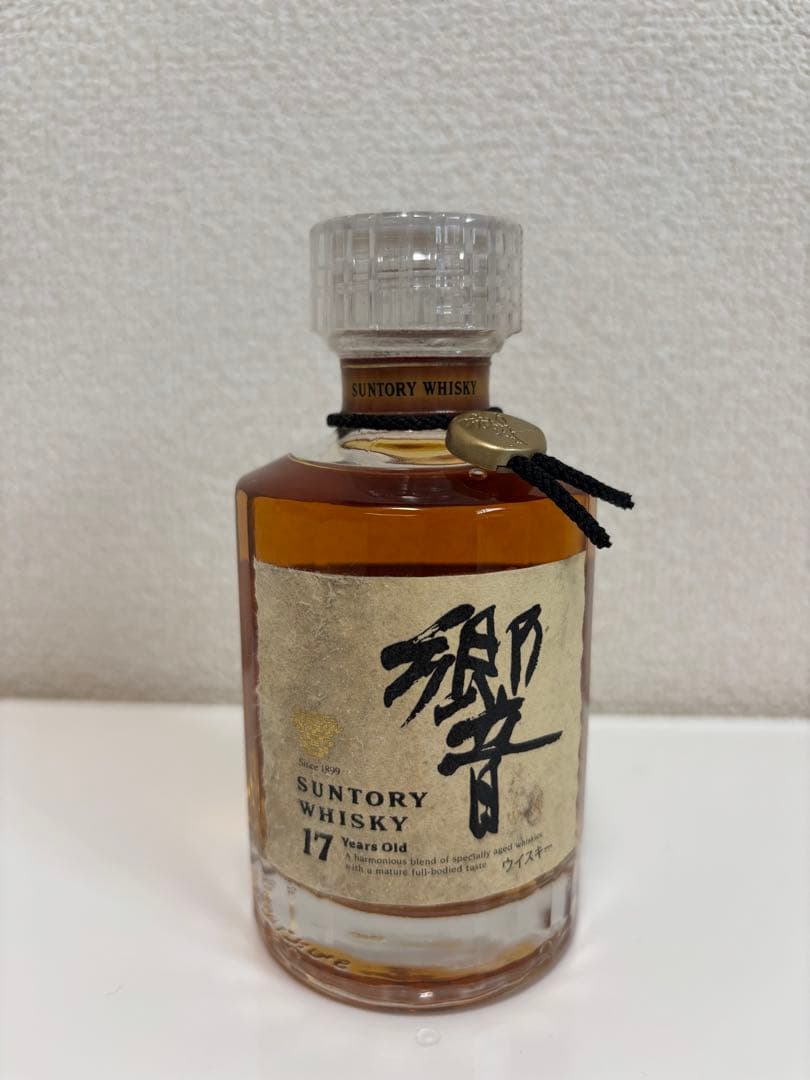 SUNTORY WHISKY
響
Since 1899
SUNTORY
WHISKY
17 Years Old
A harmonious blend of specially aged whiskies
with a mature full-bodied taste
ウイスキー